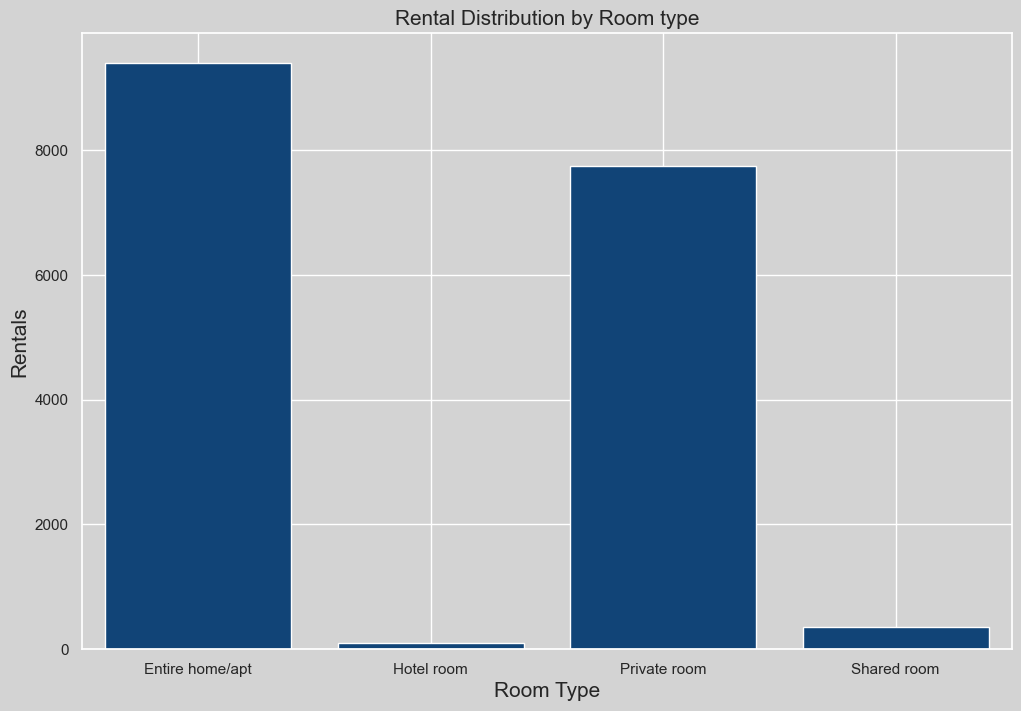 Rental Distribution by Room type
8000
6000
4000
2000
0
Rentals
Entire home/apt
Hotel room
Private room
Shared room
Room Type